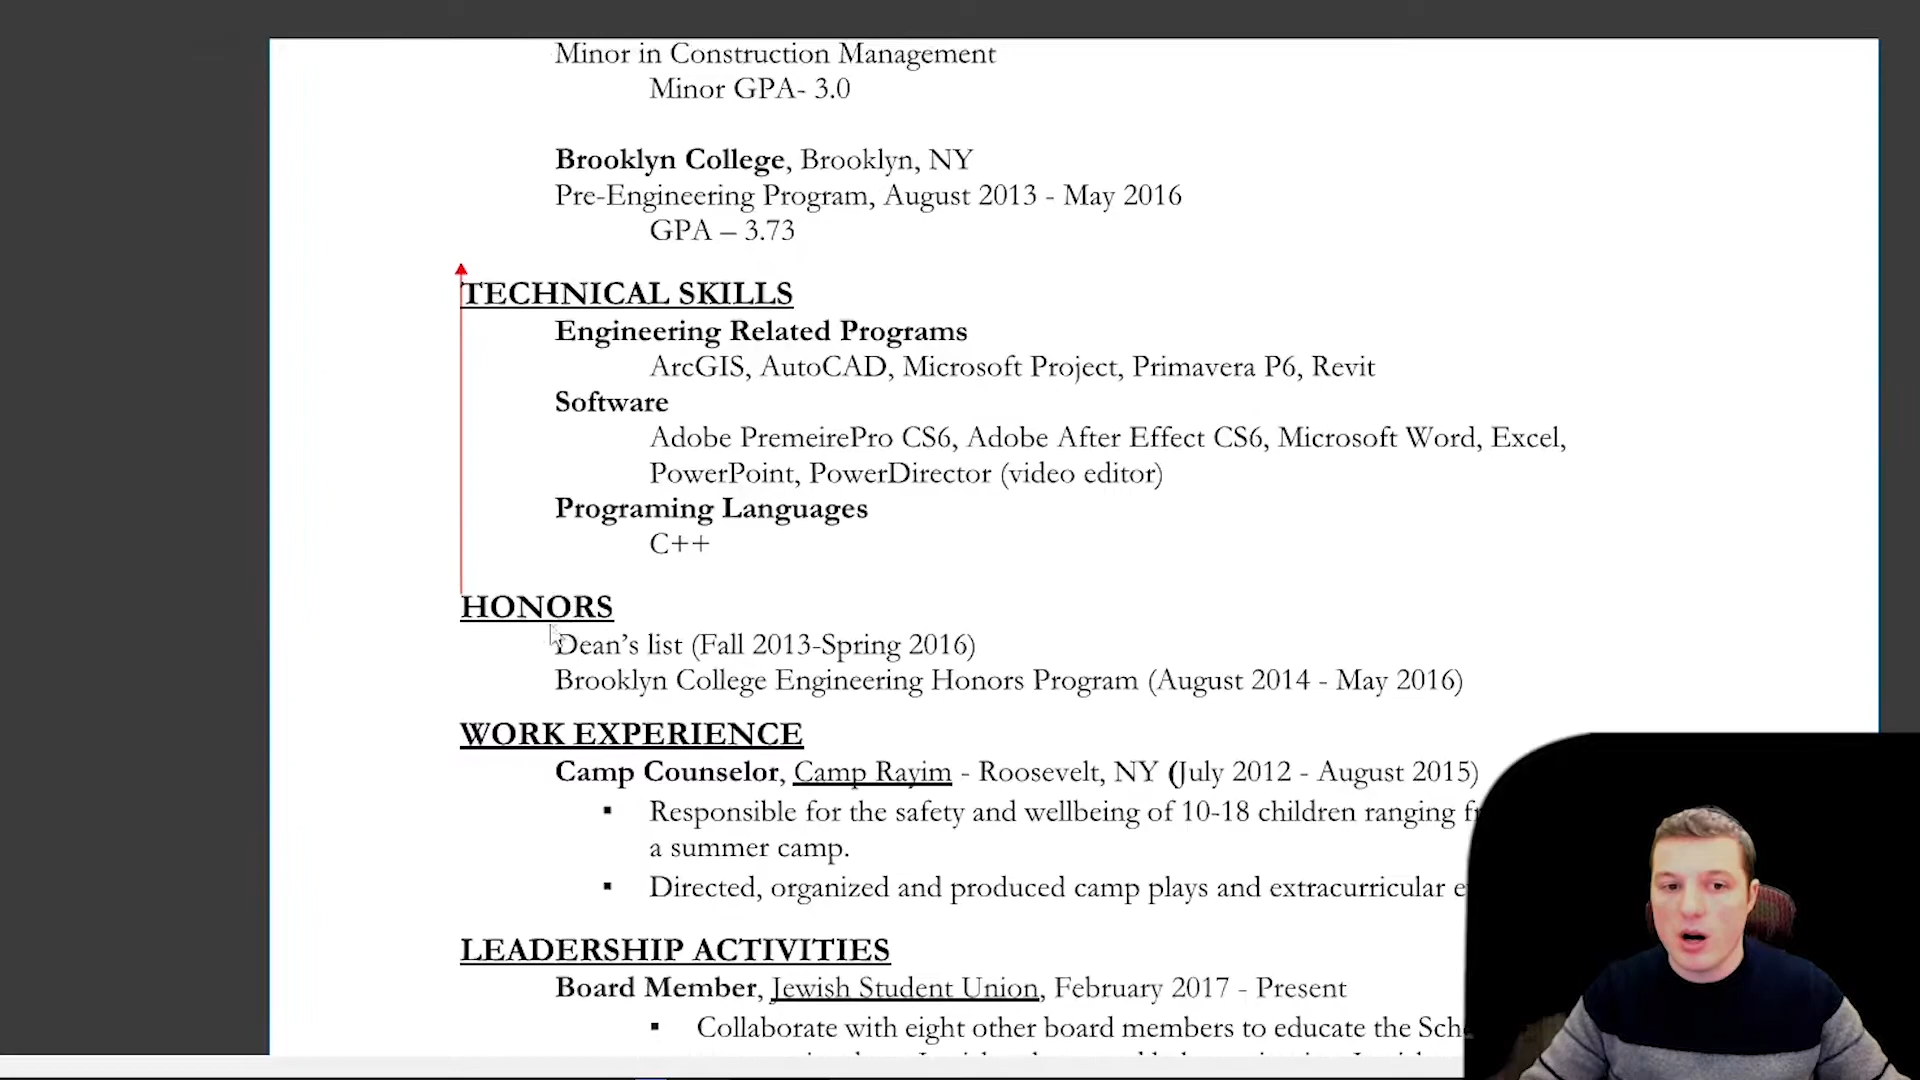 Minor in Construction Management
Minor GPA- 3.0
Brooklyn College, Brooklyn, NY
Pre-Engineering Program, August 2013 - May 2016
GPA – 3.73
TECHNICAL SKILLS
Engineering Related Programs
ArcGIS, AutoCAD, Microsoft Project, Primavera P6, Revit
Software
Adobe PremeirePro CS6, Adobe After Effect CS6, Microsoft Word, Excel,
PowerPoint, PowerDirector (video editor)
Programing Languages
C++
HONORS
Dean’s list (Fall 2013-Spring 2016)
Brooklyn College Engineering Honors Program (August 2014 - May 2016)
WORK EXPERIENCE
Camp Counselor, Camp Rayim - Roosevelt, NY (July 2012 - August 2015)
▪ Responsible for the safety and wellbeing of 10-18 children ranging
a summer camp.
▪ Directed, organized and produced camp plays and extracurricular
LEADERSHIP ACTIVITIES
Board Member, Jewish Student Union, February 2017 - Present
▪ Collaborate with eight other board members to educate the